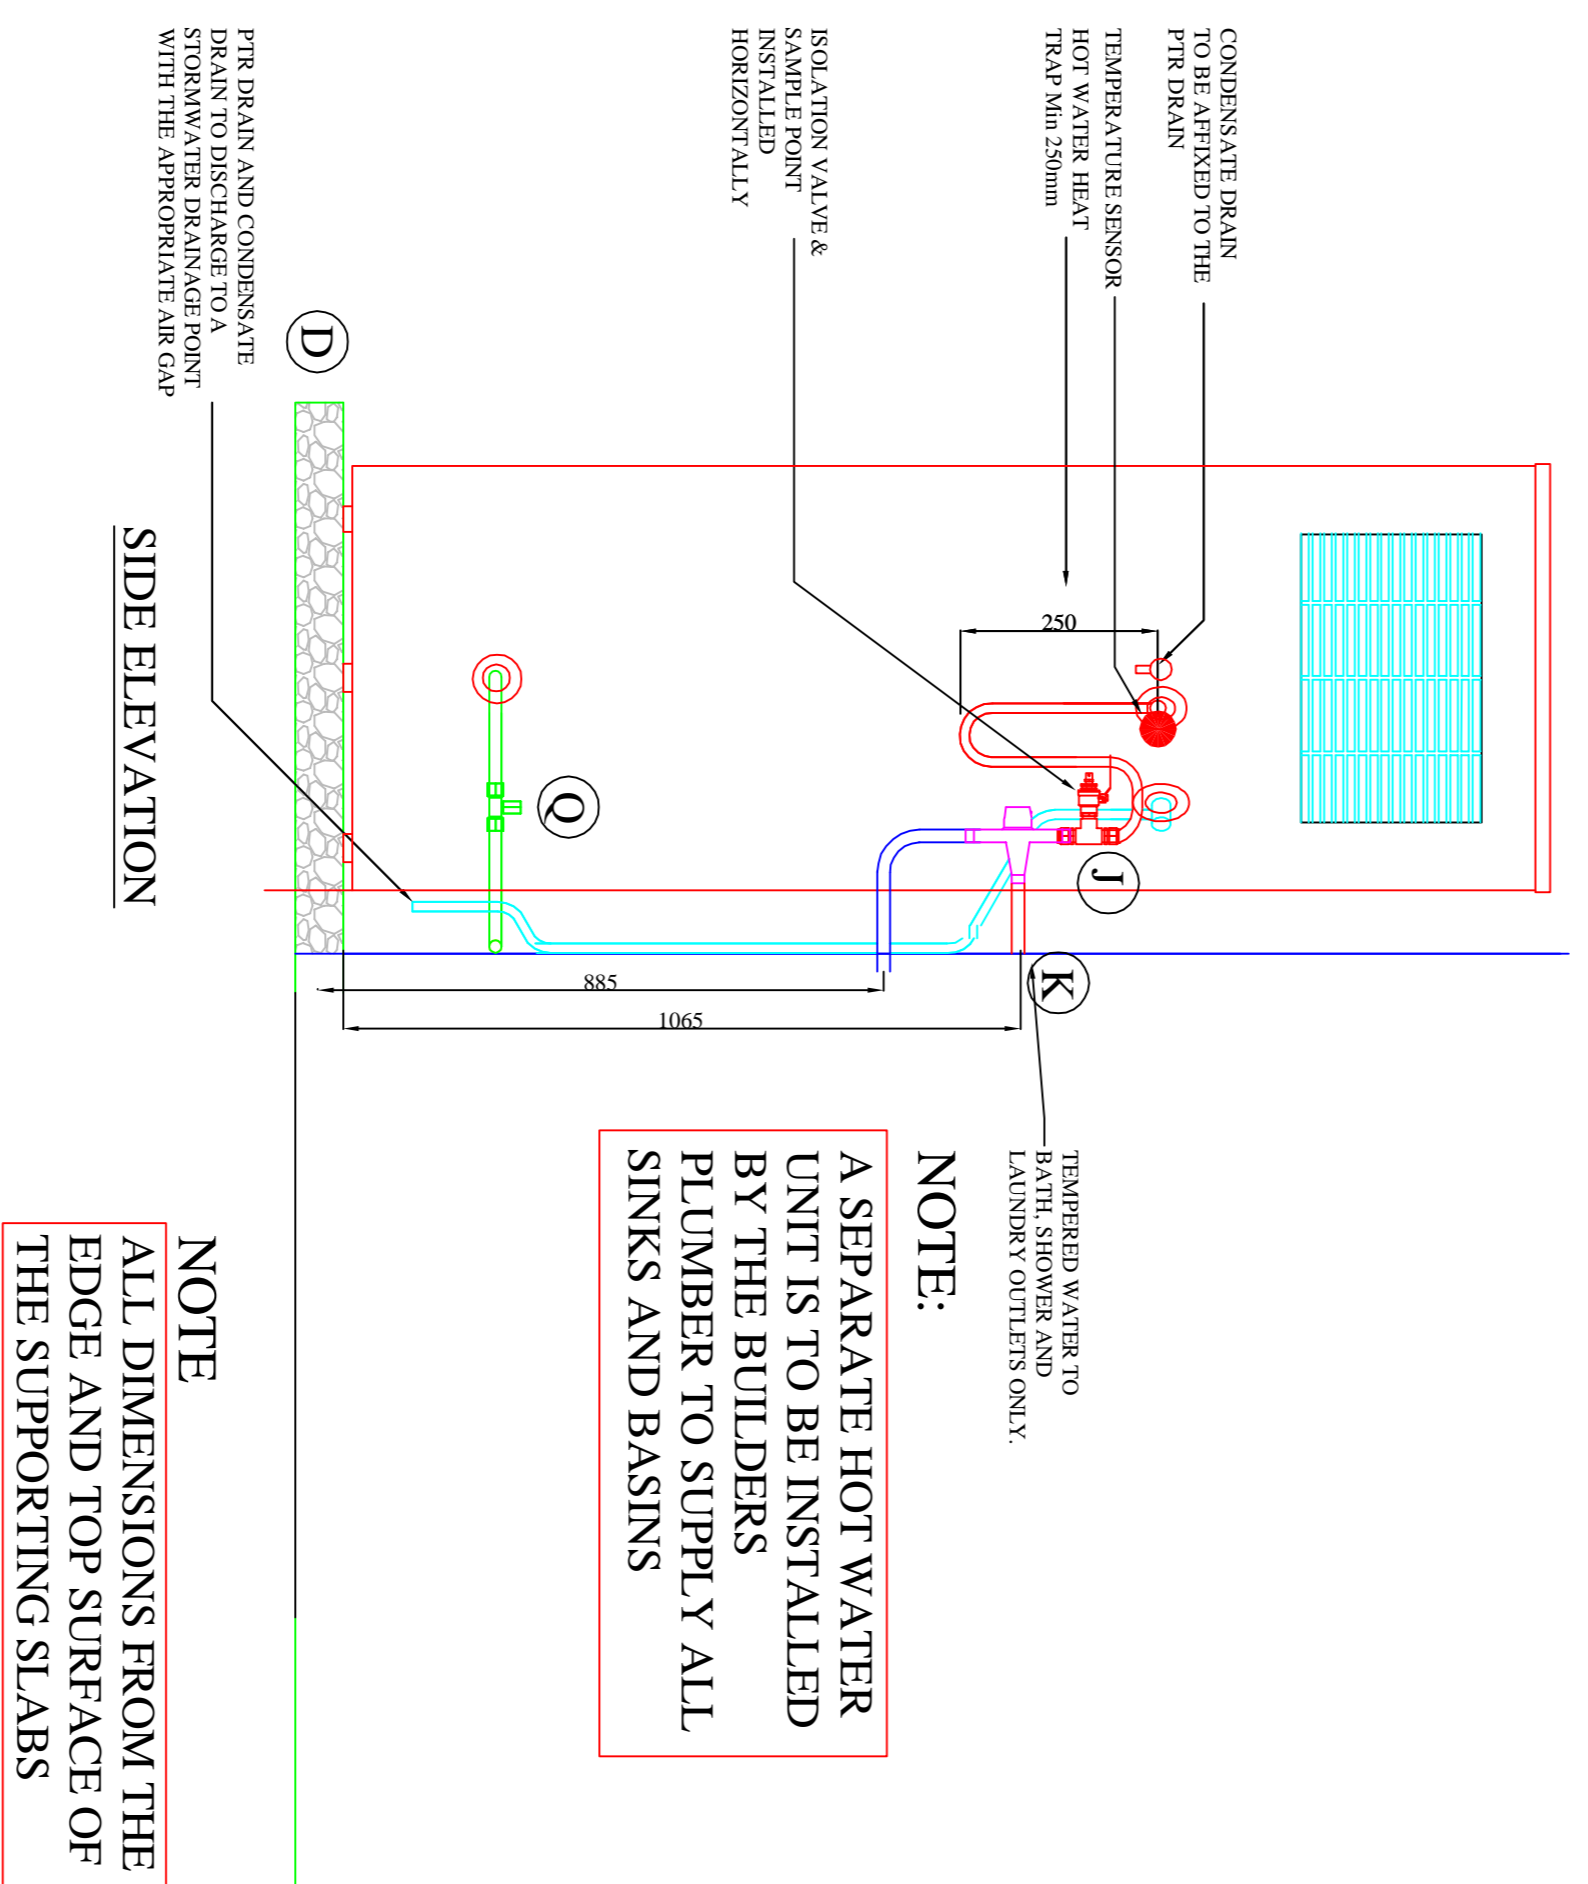 CONDENSATE DRAIN
TO BE AFFIXED TO THE
PTR DRAIN
TEMPERATURE SENSOR
HOT WATER HEAT
TRAP Min 250mm
ISOLATION VALVE &
SAMPLE POINT
INSTALLED
HORIZONTALLY
PTR DRAIN AND CONDENSATE
DRAIN TO DISCHARGE TO A
STORMWATER DRAINAGE POINT
WITH THE APPROPRIATE AIR GAP
250
J
Q
D
K
885
1065
SIDE ELEVATION
TEMPERED WATER TO
BATH, SHOWER AND
LAUNDRY OUTLETS ONLY.
NOTE:
A SEPARATE HOT WATER
UNIT IS TO BE INSTALLED
BY THE BUILDERS
PLUMBER TO SUPPLY ALL
SINKS AND BASINS
NOTE
ALL DIMENSIONS FROM THE
EDGE AND TOP SURFACE OF
THE SUPPORTING SLABS